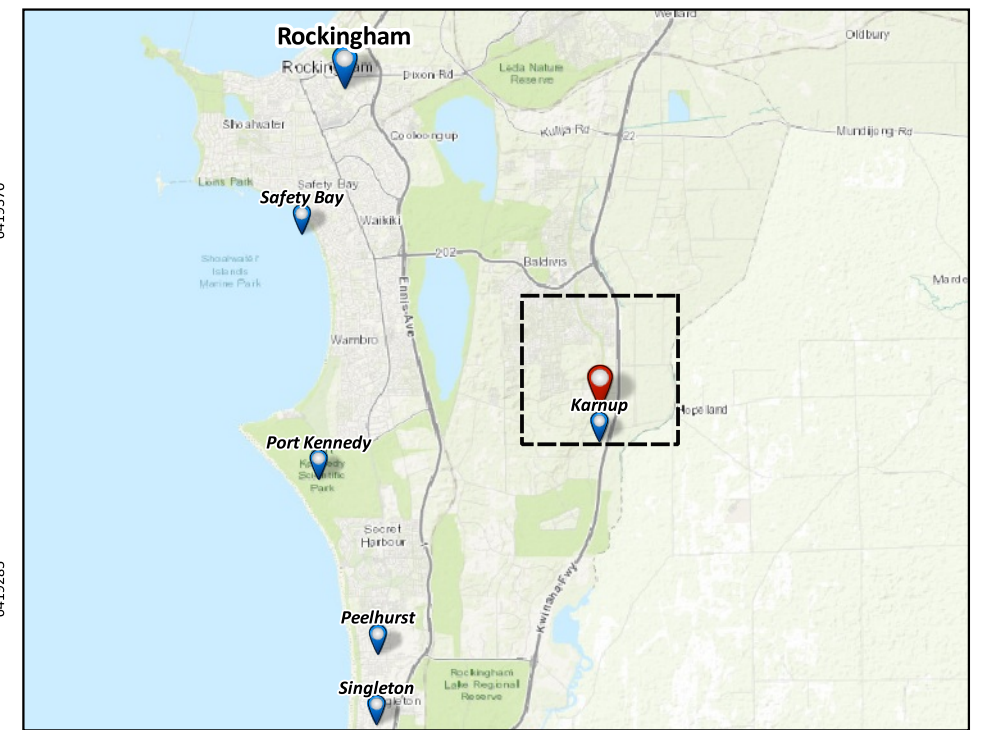 Wellard
Rockingham
Oldbury
Rockingham
Dixon Rd
Leda Nature
Reserve
Shoalwater
Cooloongup
Kulija Rd
22
Mundijong Rd
Lions Park
Safety Bay
Safety Bay
Waikiki
202
Baldivis
Shoalwater
Islands
Marine Park
Ennis Ave
Warnbro
Karnup
Hopeland
Port Kennedy
Kennedy
Scientific
Park
Secret
Harbour
Kwinana Fwy
Peelhurst
Rockingham
Lake Regional
Reserve
Singleton